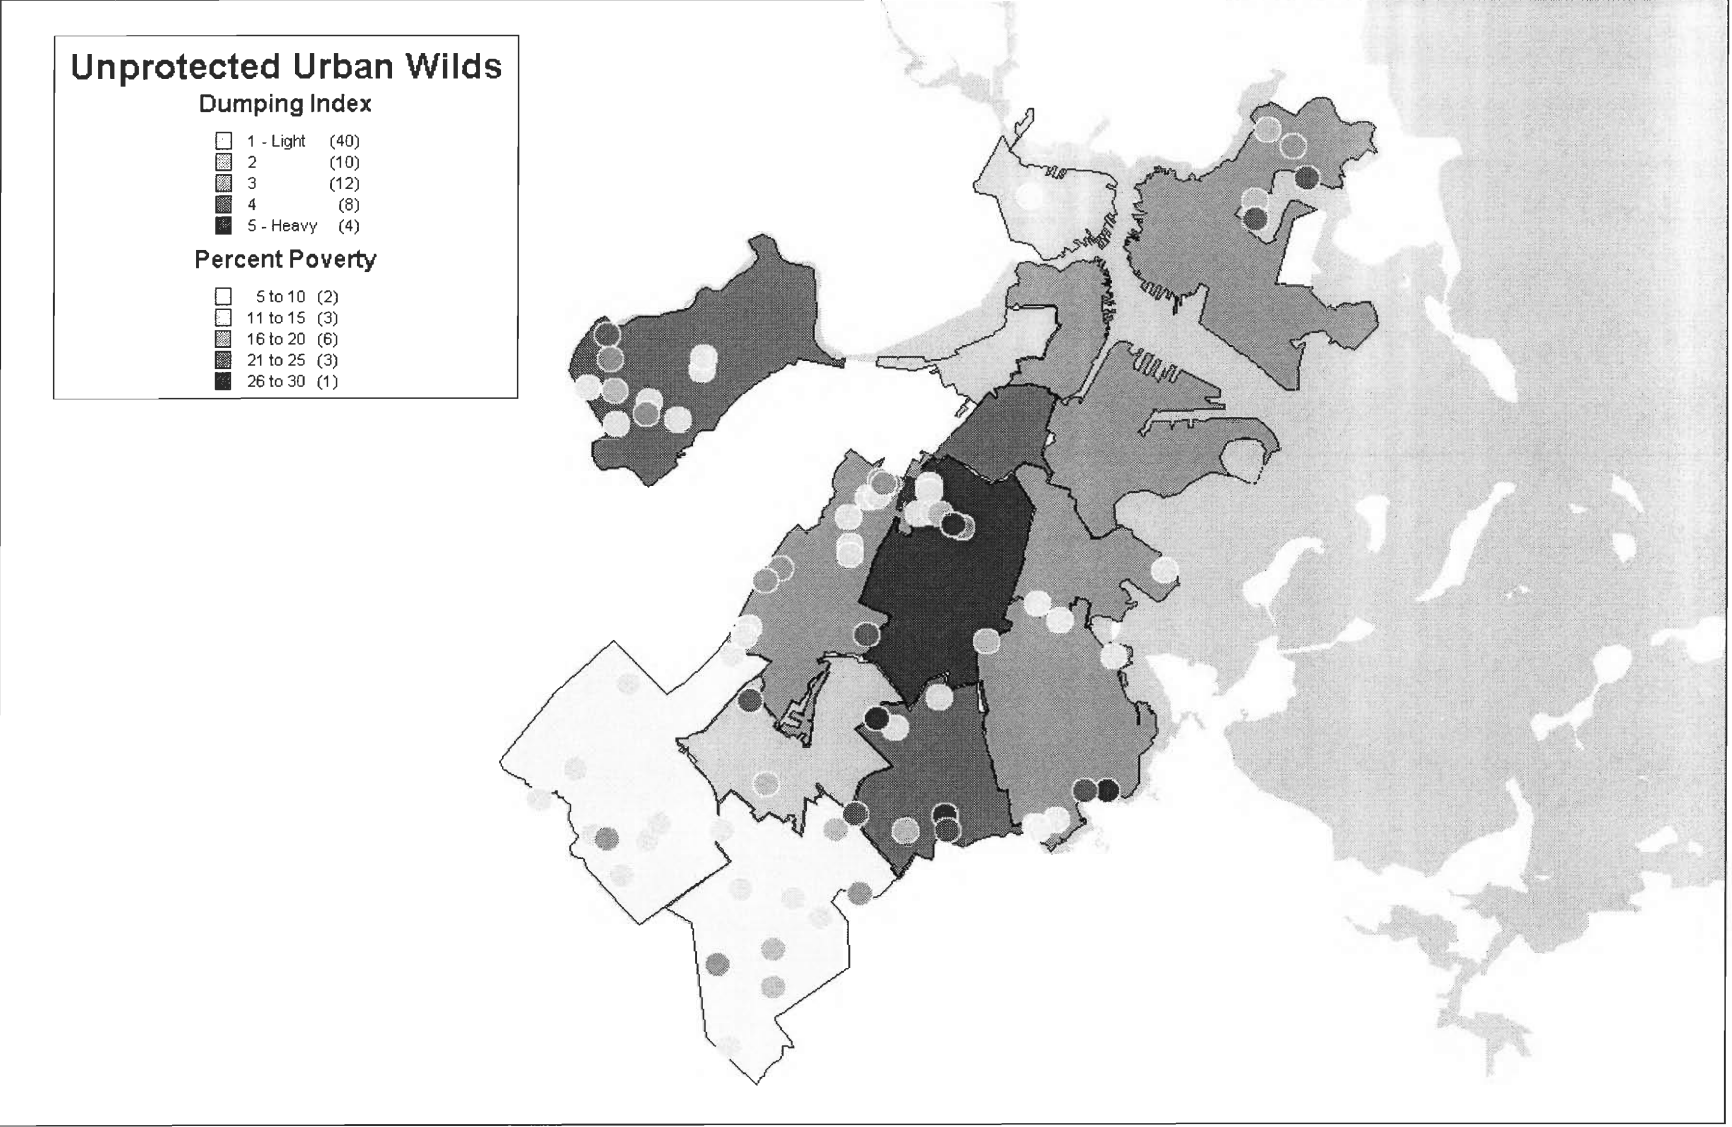 Unprotected Urban Wilds
Dumping Index
1 - Light (40)
2 (10)
3 (12)
4 (8)
5 - Heavy (4)
Percent Poverty
5 to 10 (2)
11 to 15 (3)
16 to 20 (6)
21 to 25 (3)
26 to 30 (1)